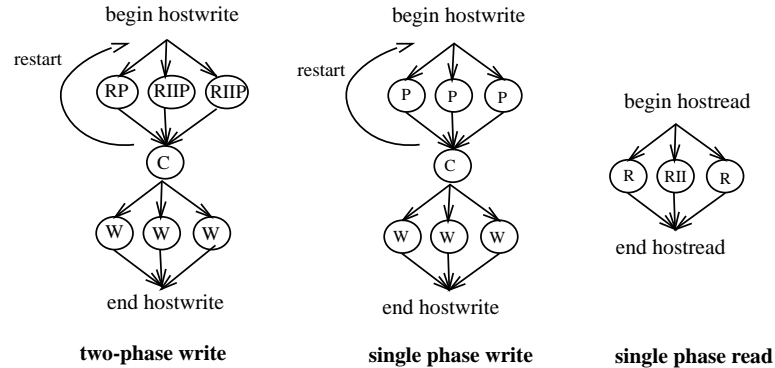 begin hostwrite
restart
RP RIIP RIIP
C
W W W
end hostwrite
two-phase write
begin hostwrite
restart
P P P
C
W W W
end hostwrite
single phase write
begin hostread
R RII R
end hostread
single phase read